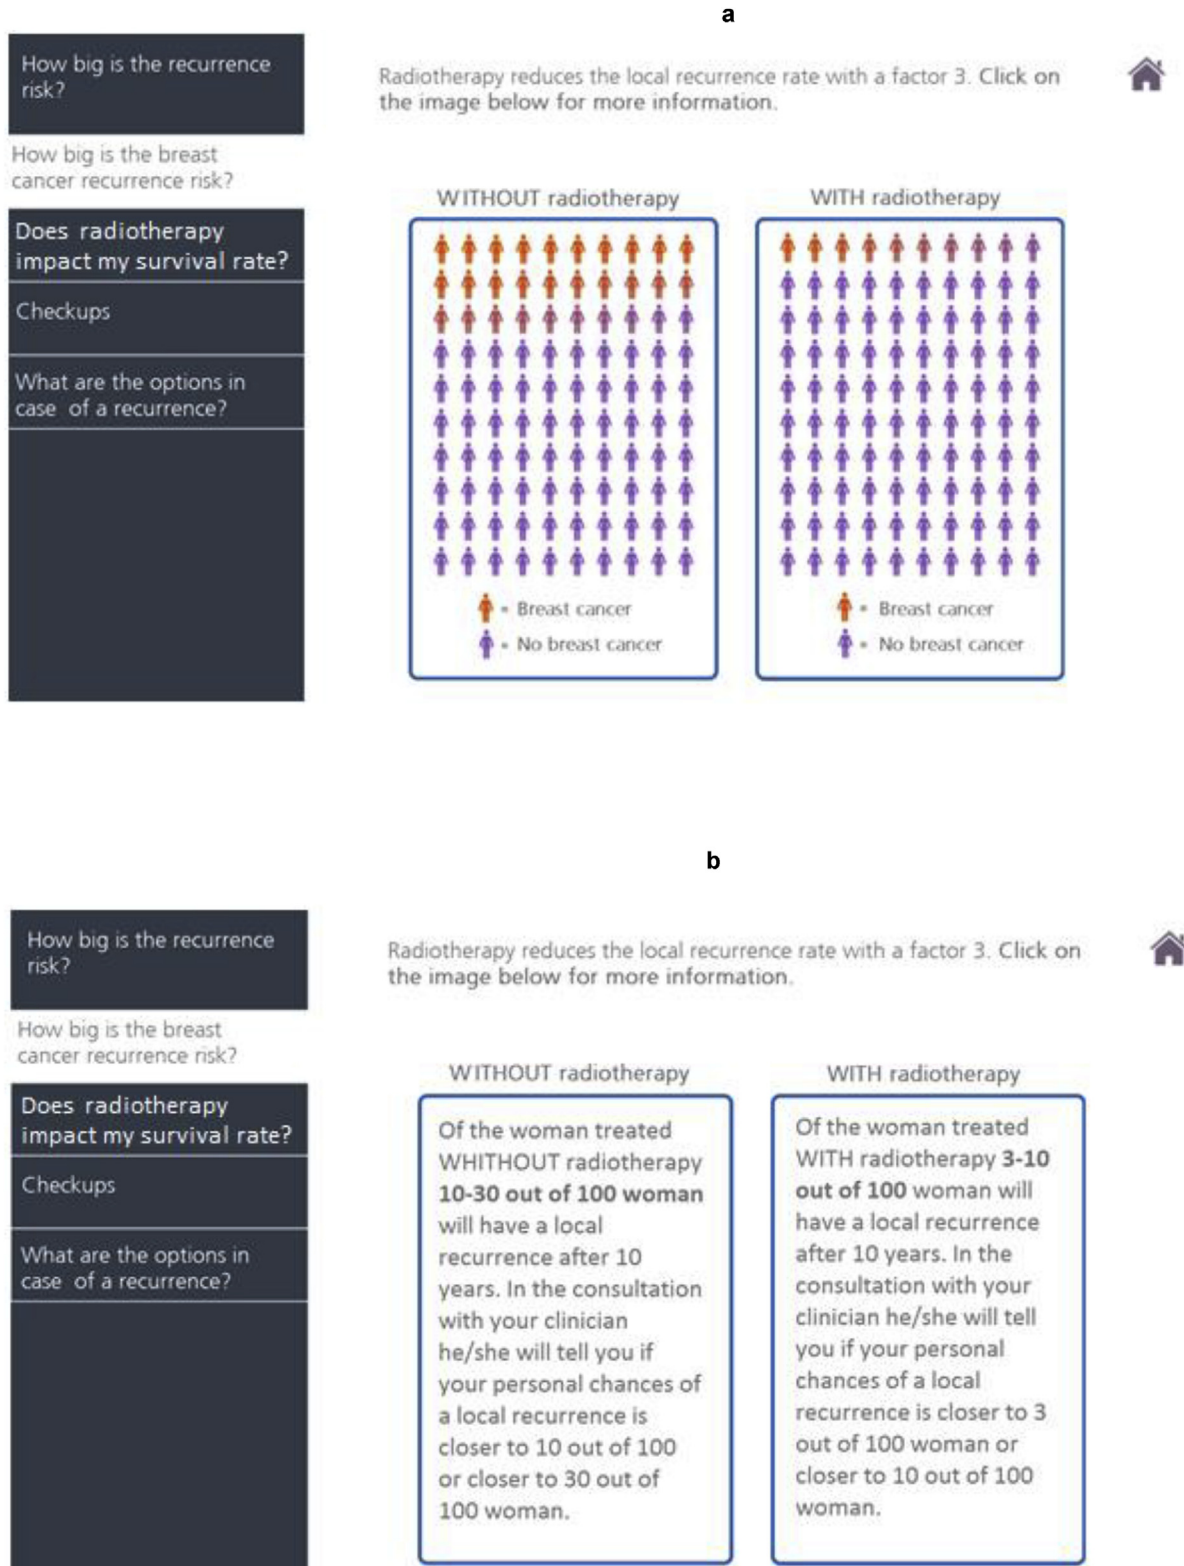 a
How big is the recurrence
risk?
How big is the breast
cancer recurrence risk?
Does radiotherapy
impact my survival rate?
Checkups
What are the options in
case of a recurrence?
Radiotherapy reduces the local recurrence rate with a factor 3. Click on
the image below for more information.
WITHOUT radiotherapy
= Breast cancer
= No breast cancer
WITH radiotherapy
= Breast cancer
= No breast cancer
b
How big is the recurrence
risk?
How big is the breast
cancer recurrence risk?
Does radiotherapy
impact my survival rate?
Checkups
What are the options in
case of a recurrence?
Radiotherapy reduces the local recurrence rate with a factor 3. Click on
the image below for more information.
WITHOUT radiotherapy
Of the woman treated
WHITHOUT radiotherapy
10-30 out of 100 woman
will have a local
recurrence after 10
years. In the consultation
with your clinician
he/she will tell you if
your personal chances of
a local recurrence is
closer to 10 out of 100
or closer to 30 out of
100 woman.
WITH radiotherapy
Of the woman treated
WITH radiotherapy 3-10
out of 100 woman will
have a local recurrence
after 10 years. In the
consultation with your
clinician he/she will tell
you if your personal
chances of a local
recurrence is closer to 3
out of 100 woman or
closer to 10 out of 100
woman.